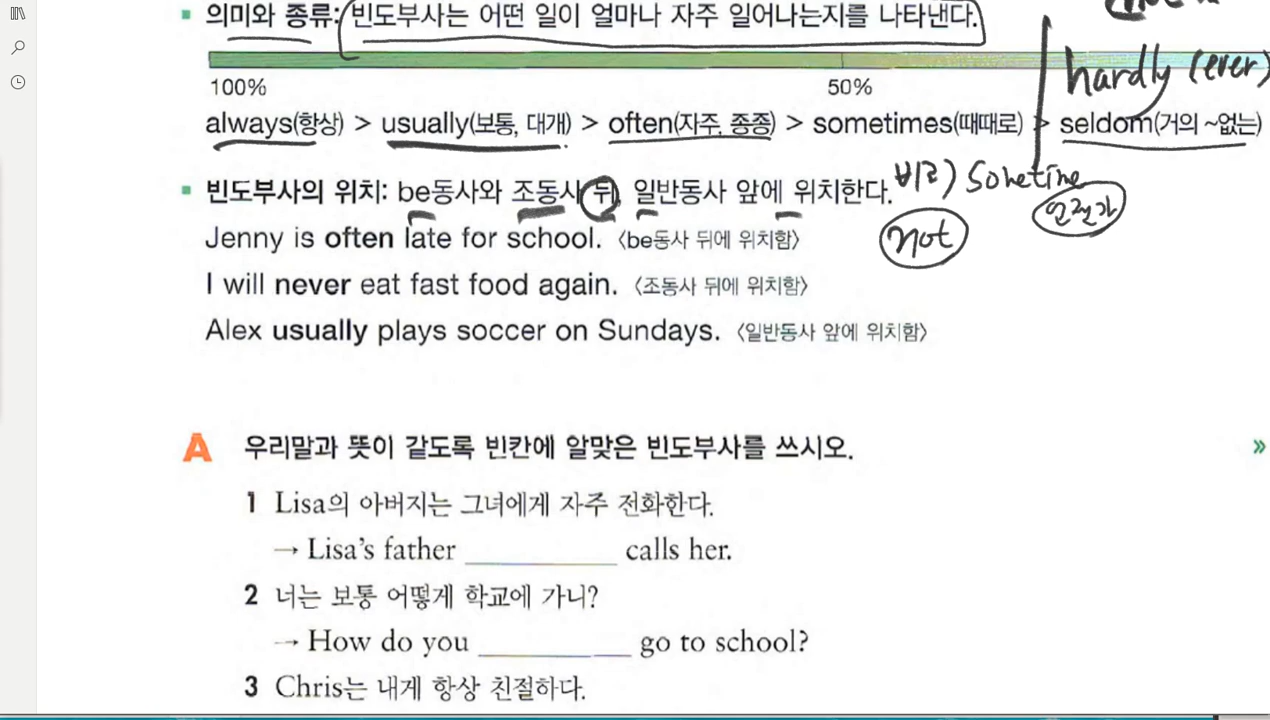 ▪ 의미와 종류: 빈도부사는 어떤 일이 얼마나 자주 일어나는지를 나타낸다.
hardly (ever)
100% 50%
always(항상) > usually(보통, 대개) > often(자주, 종종) > sometimes(때때로) > seldom(거의 ~없는)
▪ 빈도부사의 위치: be동사와 조동사 뒤, 일반동사 앞에 위치한다. 비교) Sometime
언젠가
not
Jenny is often late for school. 〈be동사 뒤에 위치함〉
I will never eat fast food again. 〈조동사 뒤에 위치함〉
Alex usually plays soccer on Sundays. 〈일반동사 앞에 위치함〉
A 우리말과 뜻이 같도록 빈칸에 알맞은 빈도부사를 쓰시오. »
1 Lisa의 아버지는 그녀에게 자주 전화한다.
→ Lisa's father __________ calls her.
2 너는 보통 어떻게 학교에 가니?
→ How do you __________ go to school?
3 Chris는 내게 항상 친절하다.